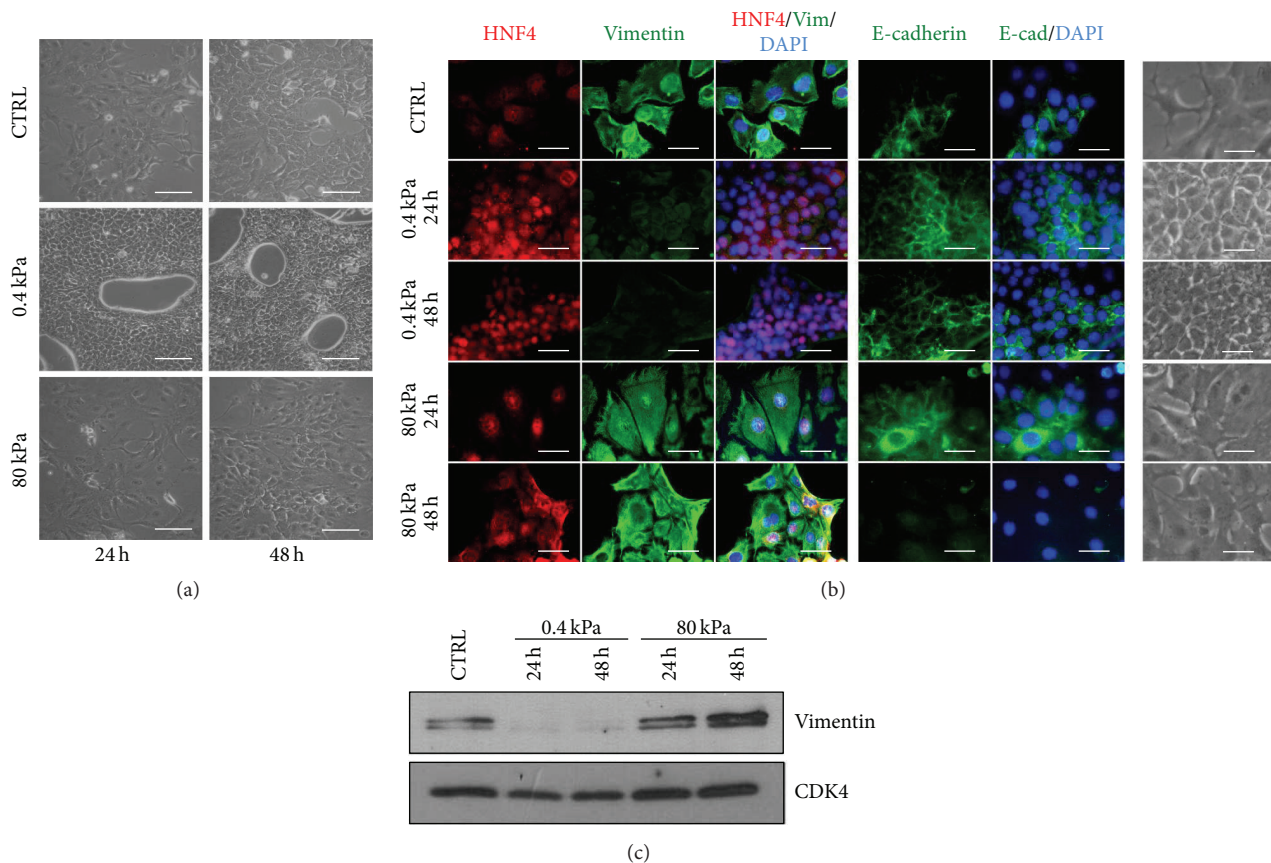 CTRL
0.4 kPa
80 kPa
24 h
48 h
(a)
HNF4
Vimentin
HNF4/Vim/
DAPI
E-cadherin
E-cad/DAPI
CTRL
0.4 kPa
24 h
0.4 kPa
48 h
80 kPa
24 h
80 kPa
48 h
(b)
CTRL
0.4 kPa
80 kPa
24 h
48 h
24 h
48 h
Vimentin
CDK4
(c)